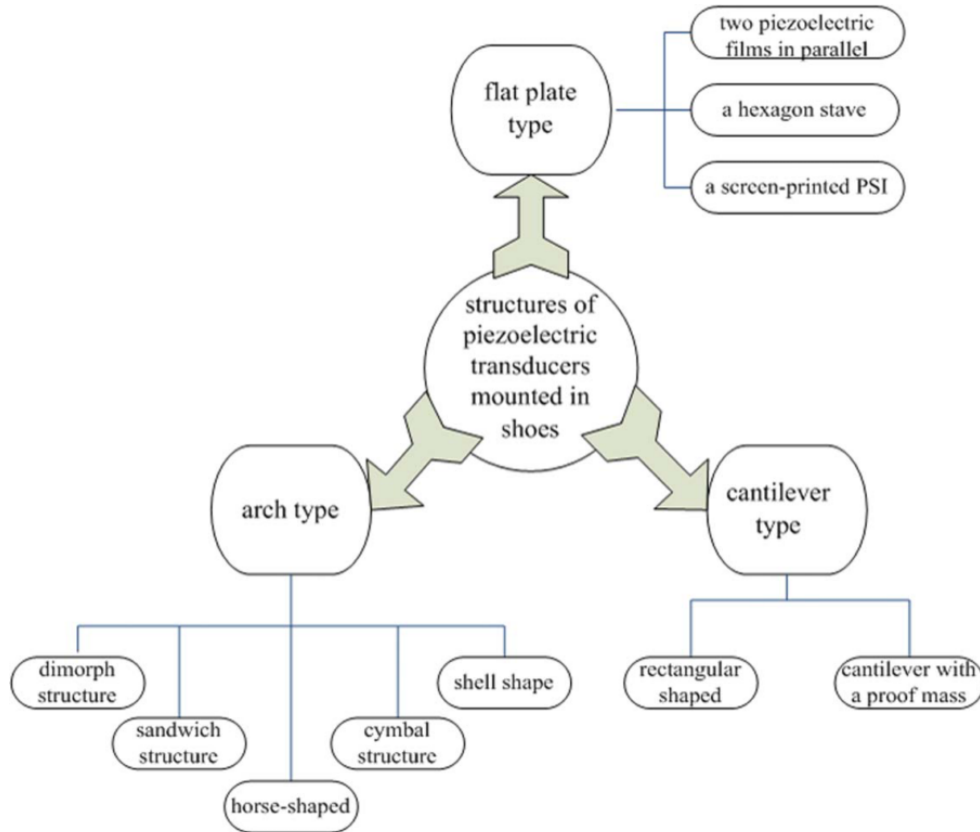 two piezoelectric
films in parallel
flat plate
type
a hexagon stave
a screen-printed PSI
structures of
piezoelectric
transducers
mounted in
shoes
arch type
cantilever
type
dimorph
structure
sandwich
structure
horse-shaped
cymbal
structure
shell shape
rectangular
shaped
cantilever with
a proof mass